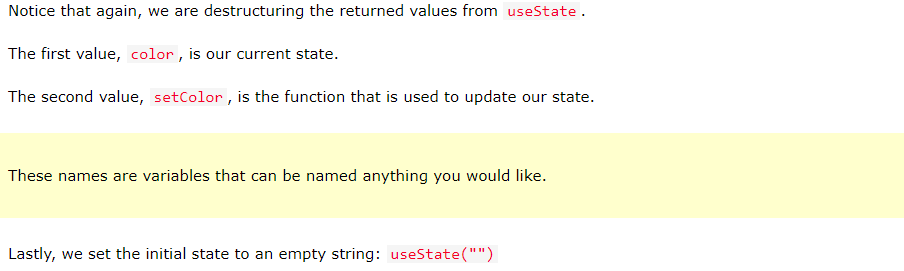 Notice that again, we are destructuring the returned values from useState.
The first value, color, is our current state.
The second value, setColor, is the function that is used to update our state.
These names are variables that can be named anything you would like.
Lastly, we set the initial state to an empty string: useState("")